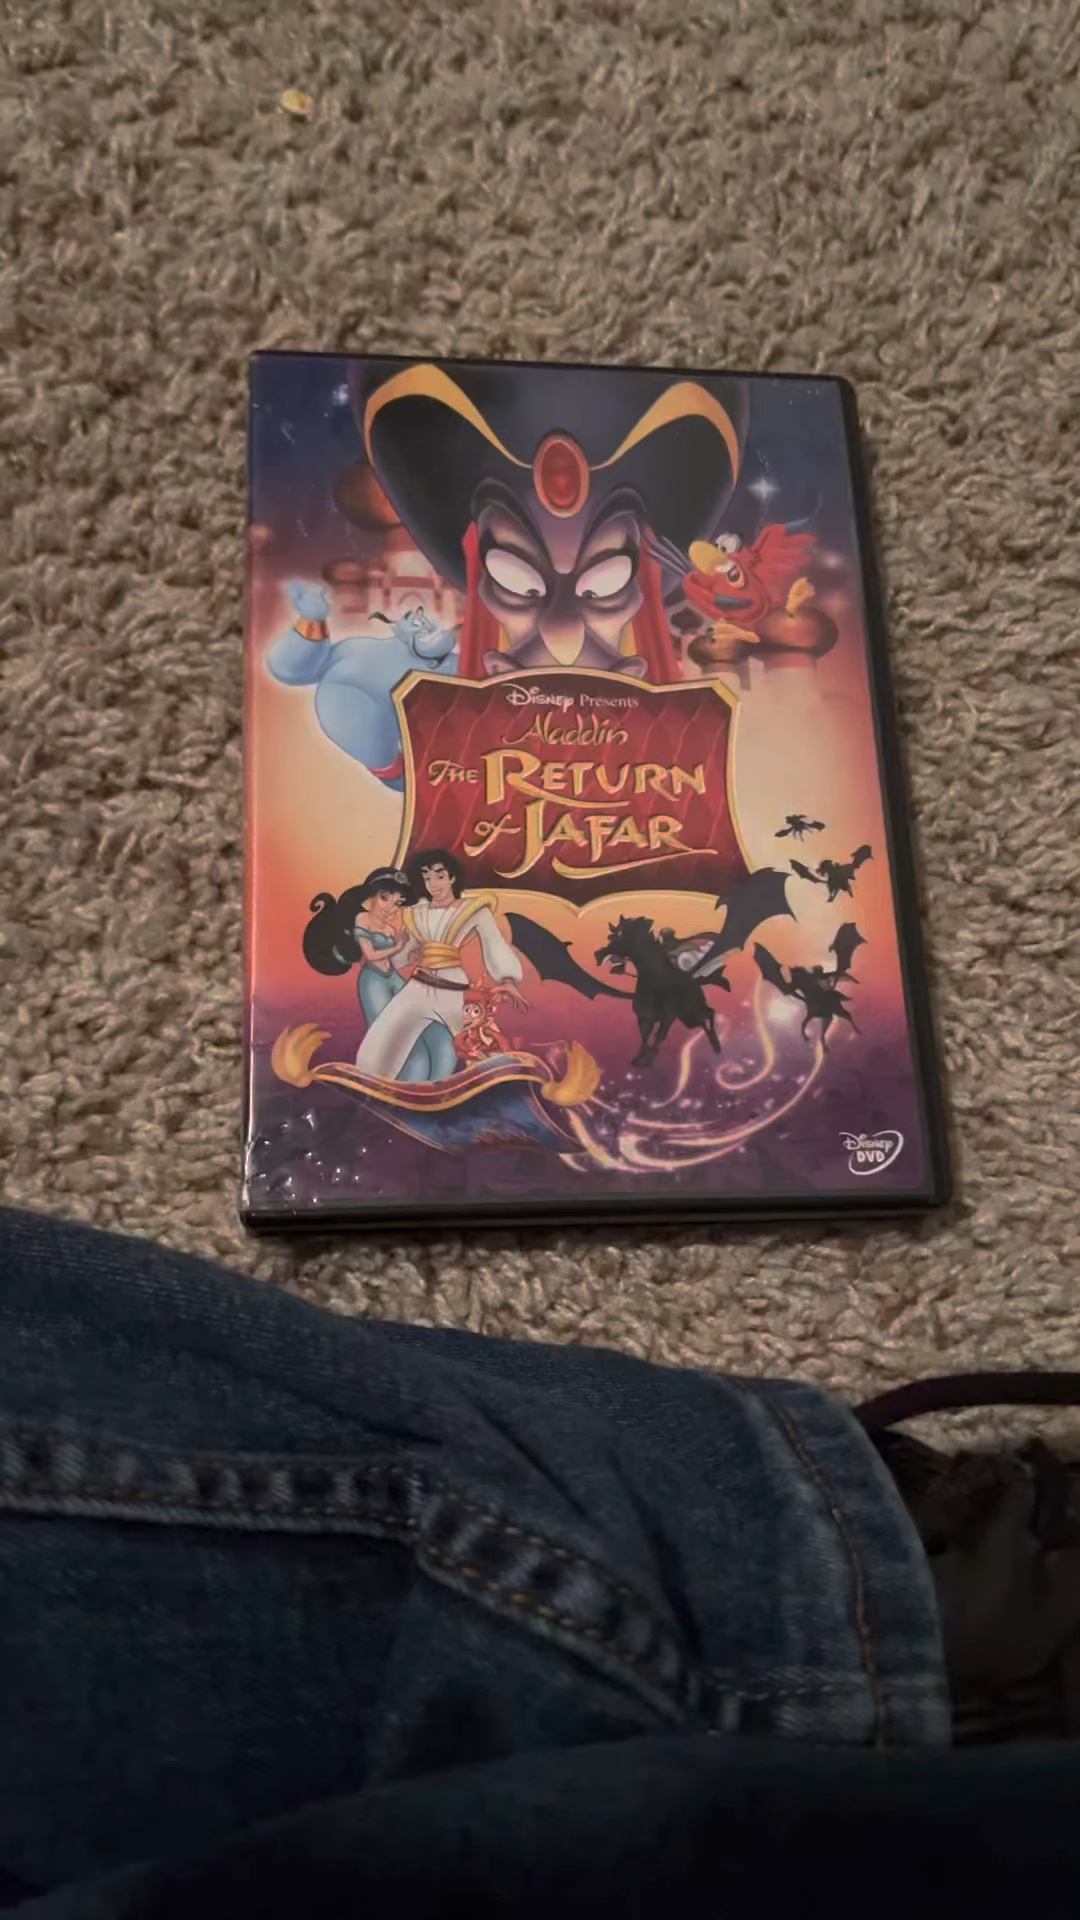 Disney Presents
Aladdin
The Return
of Jafar
Disney
DVD